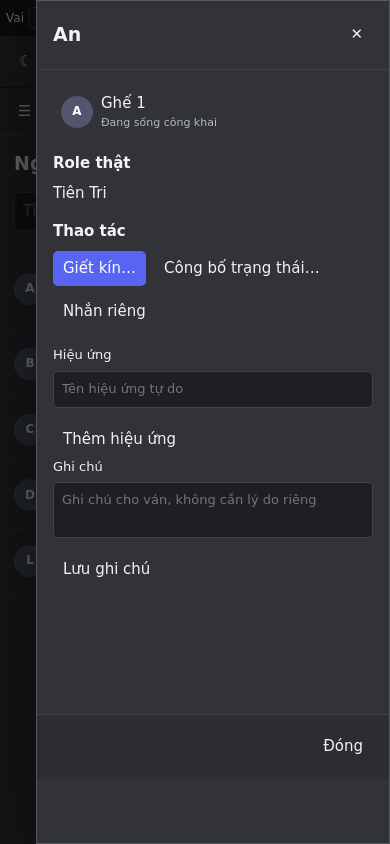 Vai
An
×
Ng
A
Ghế 1
Đang sống công khai
Role thật
Tiên Tri
Thao tác
Giết kín...
Công bố trạng thái...
Nhắn riêng
Hiệu ứng
Tên hiệu ứng tự do
Thêm hiệu ứng
Ghi chú
Ghi chú cho ván, không cần lý do riêng
Lưu ghi chú
Đóng
A
B
C
D
L